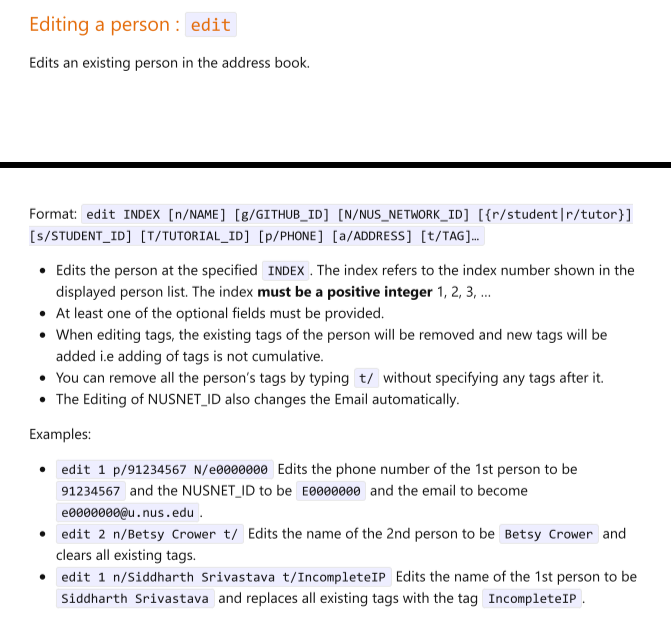 Editing a person : edit
Edits an existing person in the address book.
Format: edit INDEX [n/NAME] [g/GITHUB_ID] [N/NUS_NETWORK_ID] [{r/student|r/tutor}]
[s/STUDENT_ID] [T/TUTORIAL_ID] [p/PHONE] [a/ADDRESS] [t/TAG]…
• Edits the person at the specified INDEX . The index refers to the index number shown in the
displayed person list. The index must be a positive integer 1, 2, 3, …
• At least one of the optional fields must be provided.
• When editing tags, the existing tags of the person will be removed and new tags will be
added i.e adding of tags is not cumulative.
• You can remove all the person’s tags by typing t/ without specifying any tags after it.
• The Editing of NUSNET_ID also changes the Email automatically.
Examples:
• edit 1 p/91234567 N/e0000000 Edits the phone number of the 1st person to be
91234567 and the NUSNET_ID to be E0000000 and the email to become
e0000000@u.nus.edu .
• edit 2 n/Betsy Crower t/ Edits the name of the 2nd person to be Betsy Crower and
clears all existing tags.
• edit 1 n/Siddharth Srivastava t/IncompleteIP Edits the name of the 1st person to be
Siddharth Srivastava and replaces all existing tags with the tag IncompleteIP .